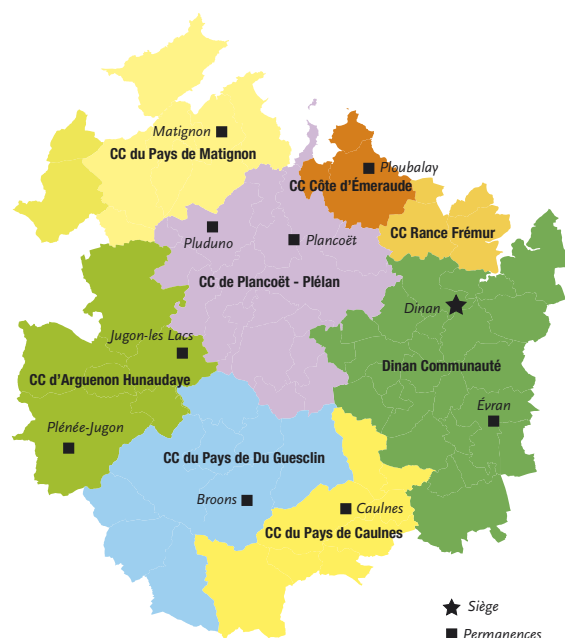 Matignon
CC du Pays de Matignon
Ploubalay
CC Côte d'Émeraude
Pluduno
Plancoët
CC Rance Frémur
CC de Plancoët - Plélan
Dinan
Jugon-les Lacs
CC d'Arguenon Hunaudaye
Dinan Communauté
Évran
Plénée-Jugon
CC du Pays de Du Guesclin
Broons
Caulnes
CC du Pays de Caulnes
Siège
Permanences